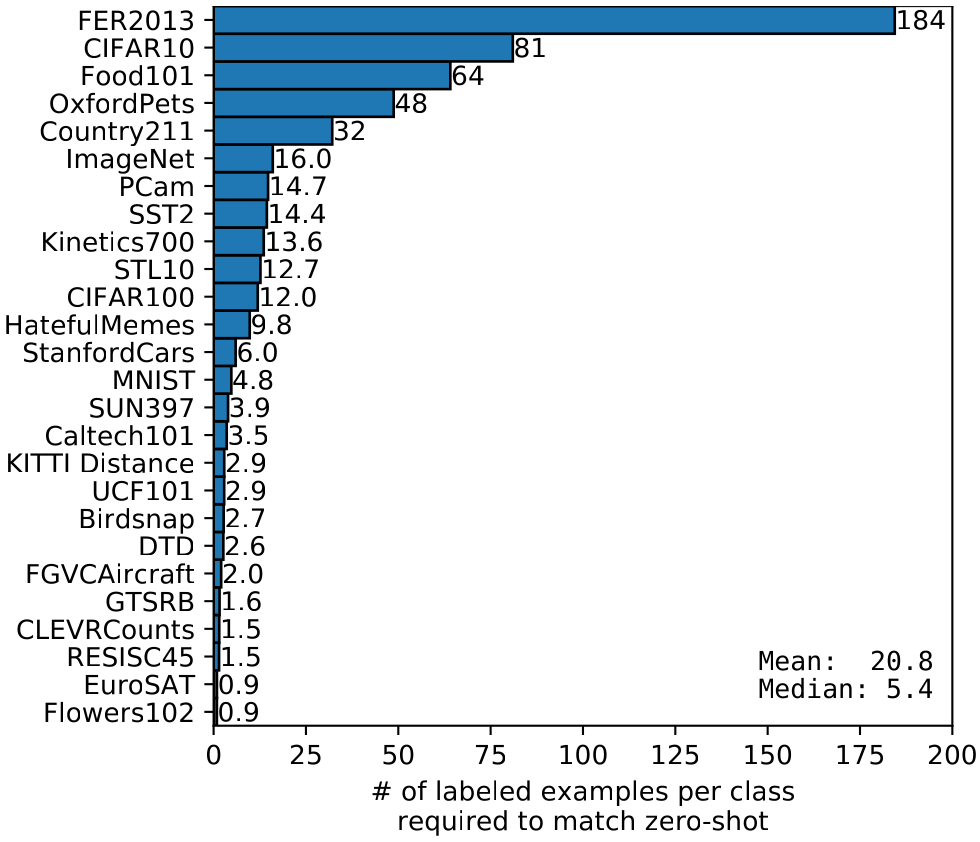 FER2013 184
CIFAR10 81
Food101 64
OxfordPets 48
Country211 32
ImageNet 16.0
PCam 14.7
SST2 14.4
Kinetics700 13.6
STL10 12.7
CIFAR100 12.0
HatefulMemes 9.8
StanfordCars 6.0
MNIST 4.8
SUN397 3.9
Caltech101 3.5
KITTI Distance 2.9
UCF101 2.9
Birdsnap 2.7
DTD 2.6
FGVCAircraft 2.0
GTSRB 1.6
CLEVRCounts 1.5
RESISC45 1.5
EuroSAT 0.9
Flowers102 0.9
Mean: 20.8
Median: 5.4
0 25 50 75 100 125 150 175 200
# of labeled examples per class
required to match zero-shot